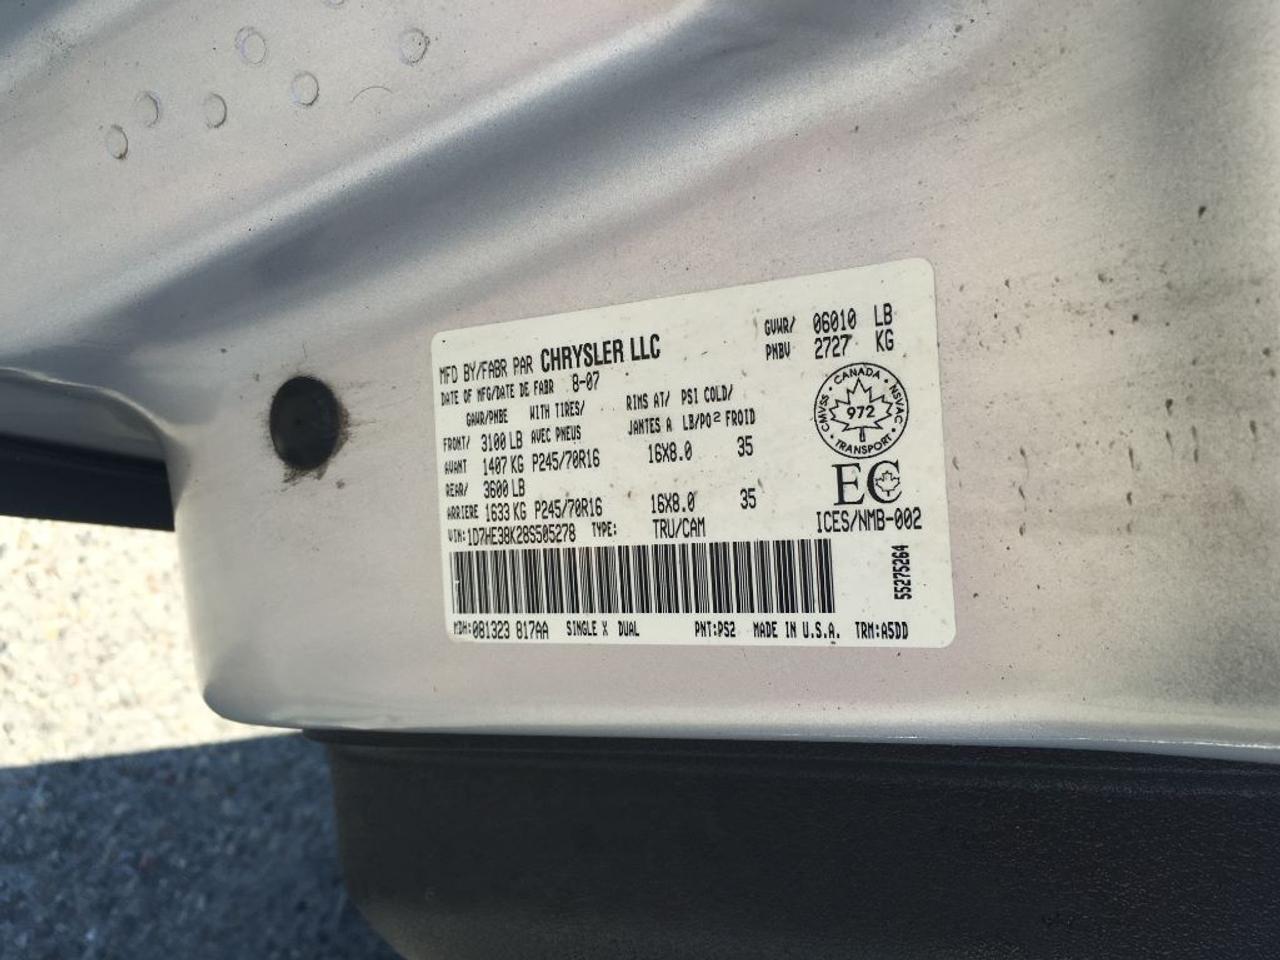 MFD BY/FABR PAR CHRYSLER LLC
DATE OF MFG/DATE DE FABR 8-07
GVWR/ 06010 LB
PNBV 2727 KG
GAWR/PNBE WITH TIRES/ RIMS AT/ PSI COLD/
AVEC PNEUS JANTES A LB/PO2 FROID
FRONT/ 3100 LB
AVANT 1407 KG P245/70R16 16X8.0 35
REAR/ 3600 LB
ARRIERE 1633 KG P245/70R16 16X8.0 35
VIN: 1D7HE38K28S505278 TYPE: TRU/CAM
CANADA
CMVSS 972 NSVAC
TRANSPORT
EC
ICES/NMB-002
55275264
MDH: 081323 817AA SINGLE X DUAL PNT:PS2 MADE IN U.S.A. TRM:A5DD